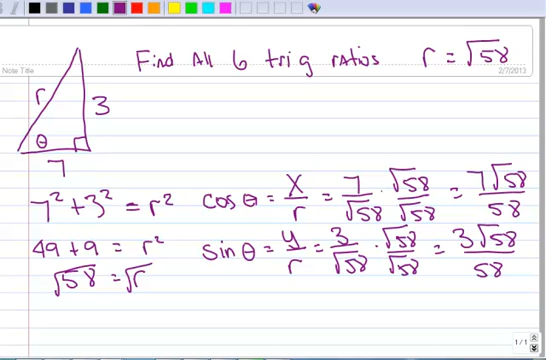 Find All 6 trig ratios r = √58
Note Title
2/7/2013
r
3
θ
7
7² + 3² = r²
cos θ = x/r = 7/√58 · √58/√58 = 7√58/58
49 + 9 = r²
sin θ = y/r = 3/√58 · √58/√58 = 3√58/58
√58 = √r
1/1